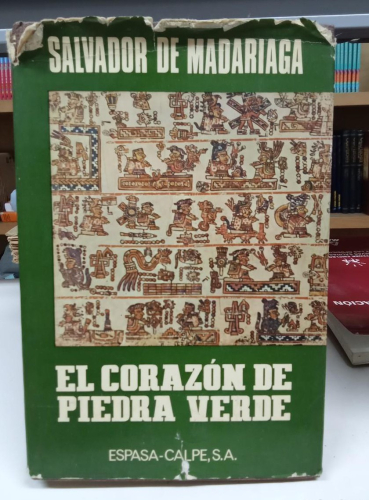 SALVADOR DE MADARIAGA
EL CORAZÓN DE
PIEDRA VERDE
ESPASA-CALPE, S.A.